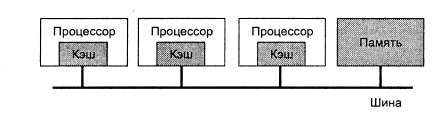 Процессор
Кэш
Процессор
Кэш
Процессор
Кэш
Память
Шина